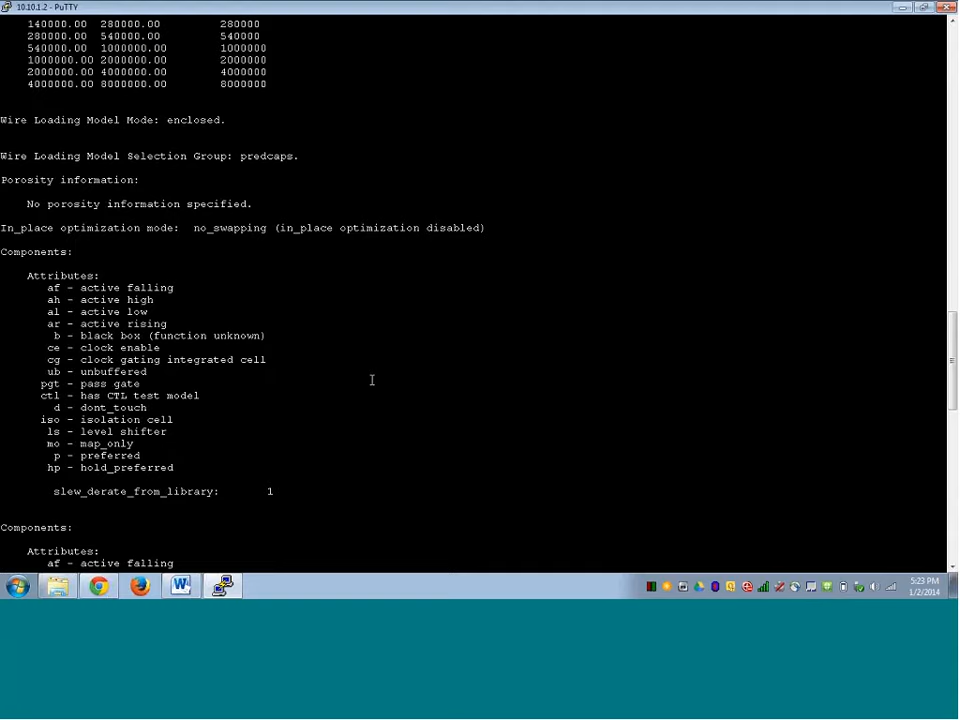 10.10.1.2 - PuTTY
140000.00 280000.00 280000
280000.00 540000.00 540000
540000.00 1000000.00 1000000
1000000.00 2000000.00 2000000
2000000.00 4000000.00 4000000
4000000.00 8000000.00 8000000
Wire Loading Model Mode: enclosed.
Wire Loading Model Selection Group: predcaps.
Porosity information:
No porosity information specified.
In_place optimization mode: no_swapping (in_place optimization disabled)
Components:
Attributes:
af - active falling
ah - active high
al - active low
ar - active rising
b - black box (function unknown)
ce - clock enable
cg - clock gating integrated cell
ub - unbuffered
pgt - pass gate
ctl - has CTL test model
d - dont_touch
iso - isolation cell
ls - level shifter
mo - map_only
p - preferred
hp - hold_preferred
slew_derate_from_library: 1
Components:
Attributes:
af - active falling
5:23 PM
1/2/2014